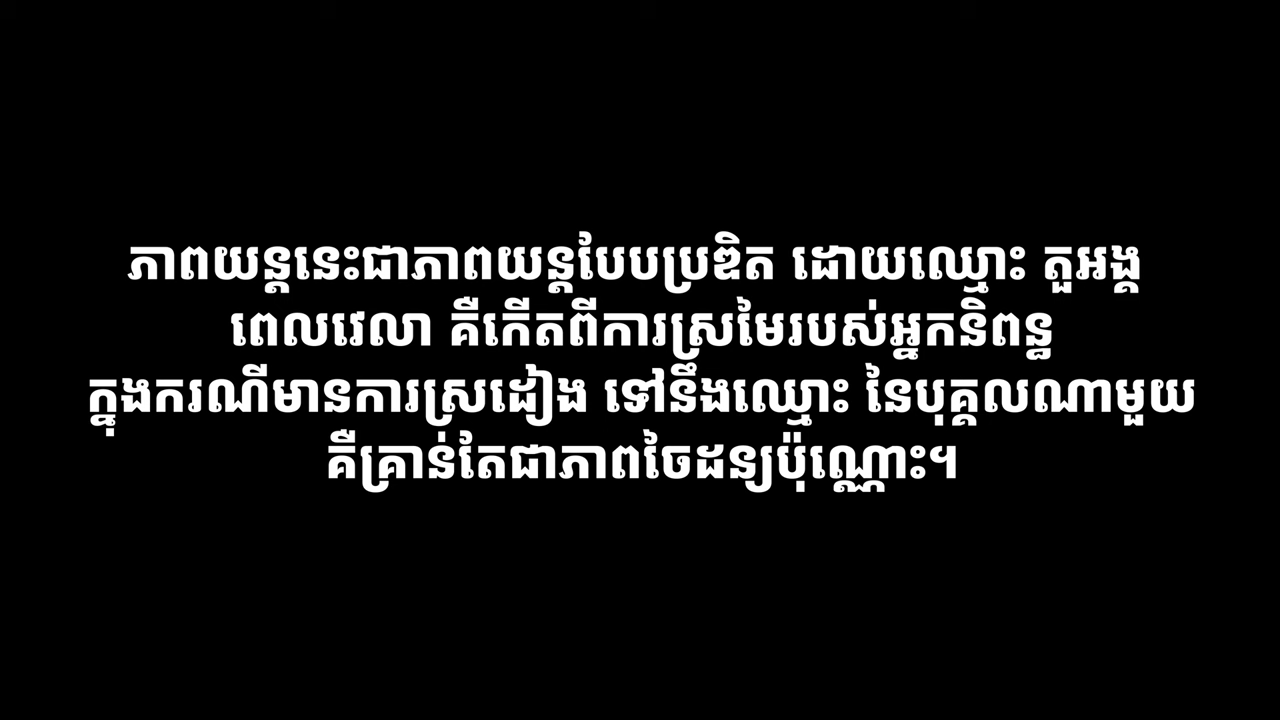 ភាពយន្តនេះជាភាពយន្តបែបប្រឌិត ដោយឈ្មោះ តួអង្គ
ពេលវេលា គឺកើតពីការស្រមៃរបស់អ្នកនិពន្ធ
ក្នុងករណីមានការស្រដៀង ទៅនឹងឈ្មោះ នៃបុគ្គលណាមួយ
គឺគ្រាន់តែជាភាពចៃដន្យប៉ុណ្ណោះ។